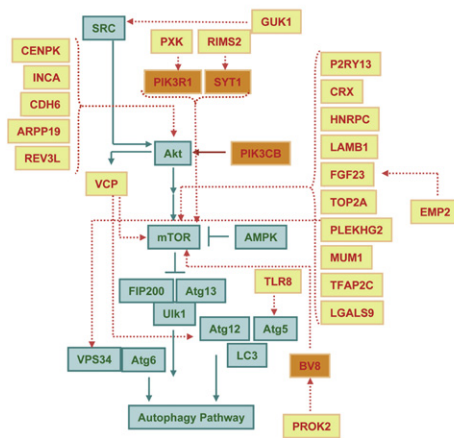 GUK1
SRC
PXK
RIMS2
CENPK
INCA
CDH6
ARPP19
REV3L
PIK3R1
SYT1
P2RY13
CRX
HNRPC
LAMB1
FGF23
TOP2A
PLEKHG2
MUM1
TFAP2C
LGALS9
EMP2
Akt
PIK3CB
VCP
mTOR
AMPK
FIP200
Atg13
Ulk1
TLR8
Atg12
Atg5
LC3
VPS34
Atg6
BV8
PROK2
Autophagy Pathway